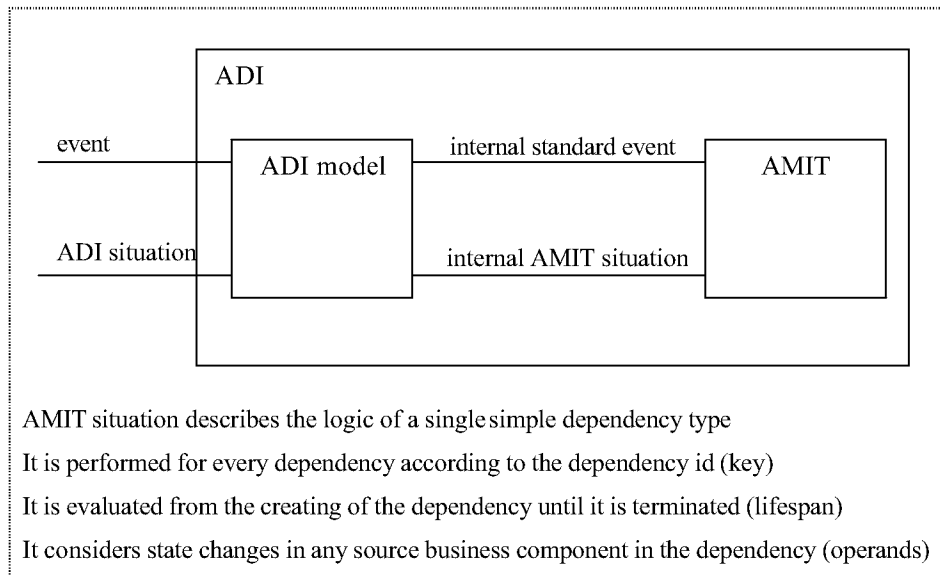 ADI
event
ADI model
internal standard event
AMIT
ADI situation
internal AMIT situation
AMIT situation describes the logic of a single simple dependency type
It is performed for every dependency according to the dependency id (key)
It is evaluated from the creating of the dependency until it is terminated (lifespan)
It considers state changes in any source business component in the dependency (operands)